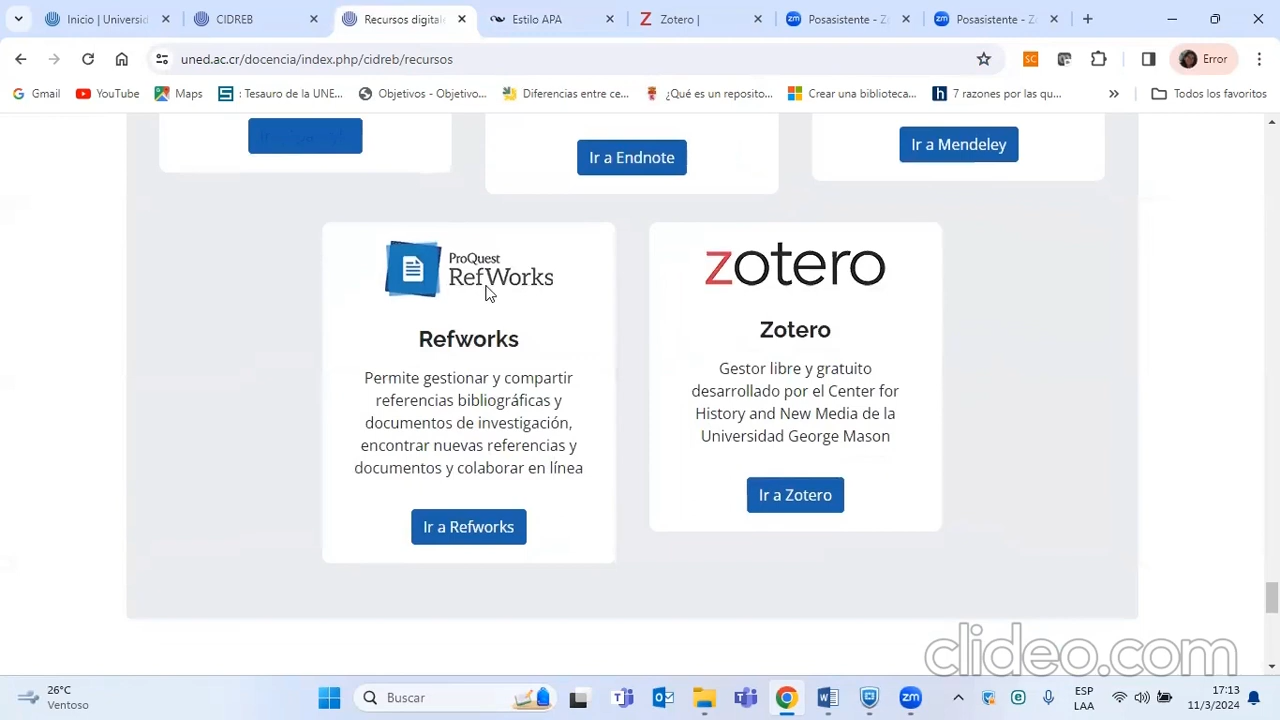 Inicio | Universid
CIDREB
Recursos digitale
Estilo APA
Zotero |
Posasistente - Zo
Posasistente - Zo
uned.ac.cr/docencia/index.php/cidreb/recursos
SC
Error
Gmail
YouTube
Maps
: Tesauro de la UNE...
Objetivos - Objetivo...
Diferencias entre ce...
¿Qué es un reposito...
Crear una biblioteca...
7 razones por las qu...
Todos los favoritos
Ir a Endnote
Ir a Mendeley
ProQuest
RefWorks
Refworks
Permite gestionar y compartir
referencias bibliográficas y
documentos de investigación,
encontrar nuevas referencias y
documentos y colaborar en línea
Ir a Refworks
zotero
Zotero
Gestor libre y gratuito
desarrollado por el Center for
History and New Media de la
Universidad George Mason
Ir a Zotero
clideo.com
26°C
Ventoso
Buscar
ESP
LAA
17:13
11/3/2024